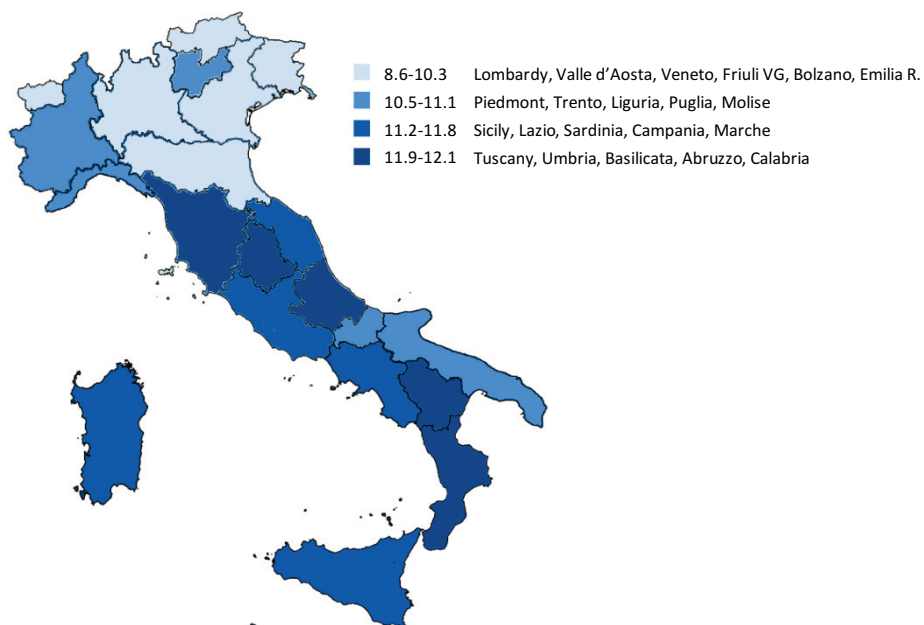 8.6-10.3 Lombardy, Valle d’Aosta, Veneto, Friuli VG, Bolzano, Emilia R.
10.5-11.1 Piedmont, Trento, Liguria, Puglia, Molise
11.2-11.8 Sicily, Lazio, Sardinia, Campania, Marche
11.9-12.1 Tuscany, Umbria, Basilicata, Abruzzo, Calabria